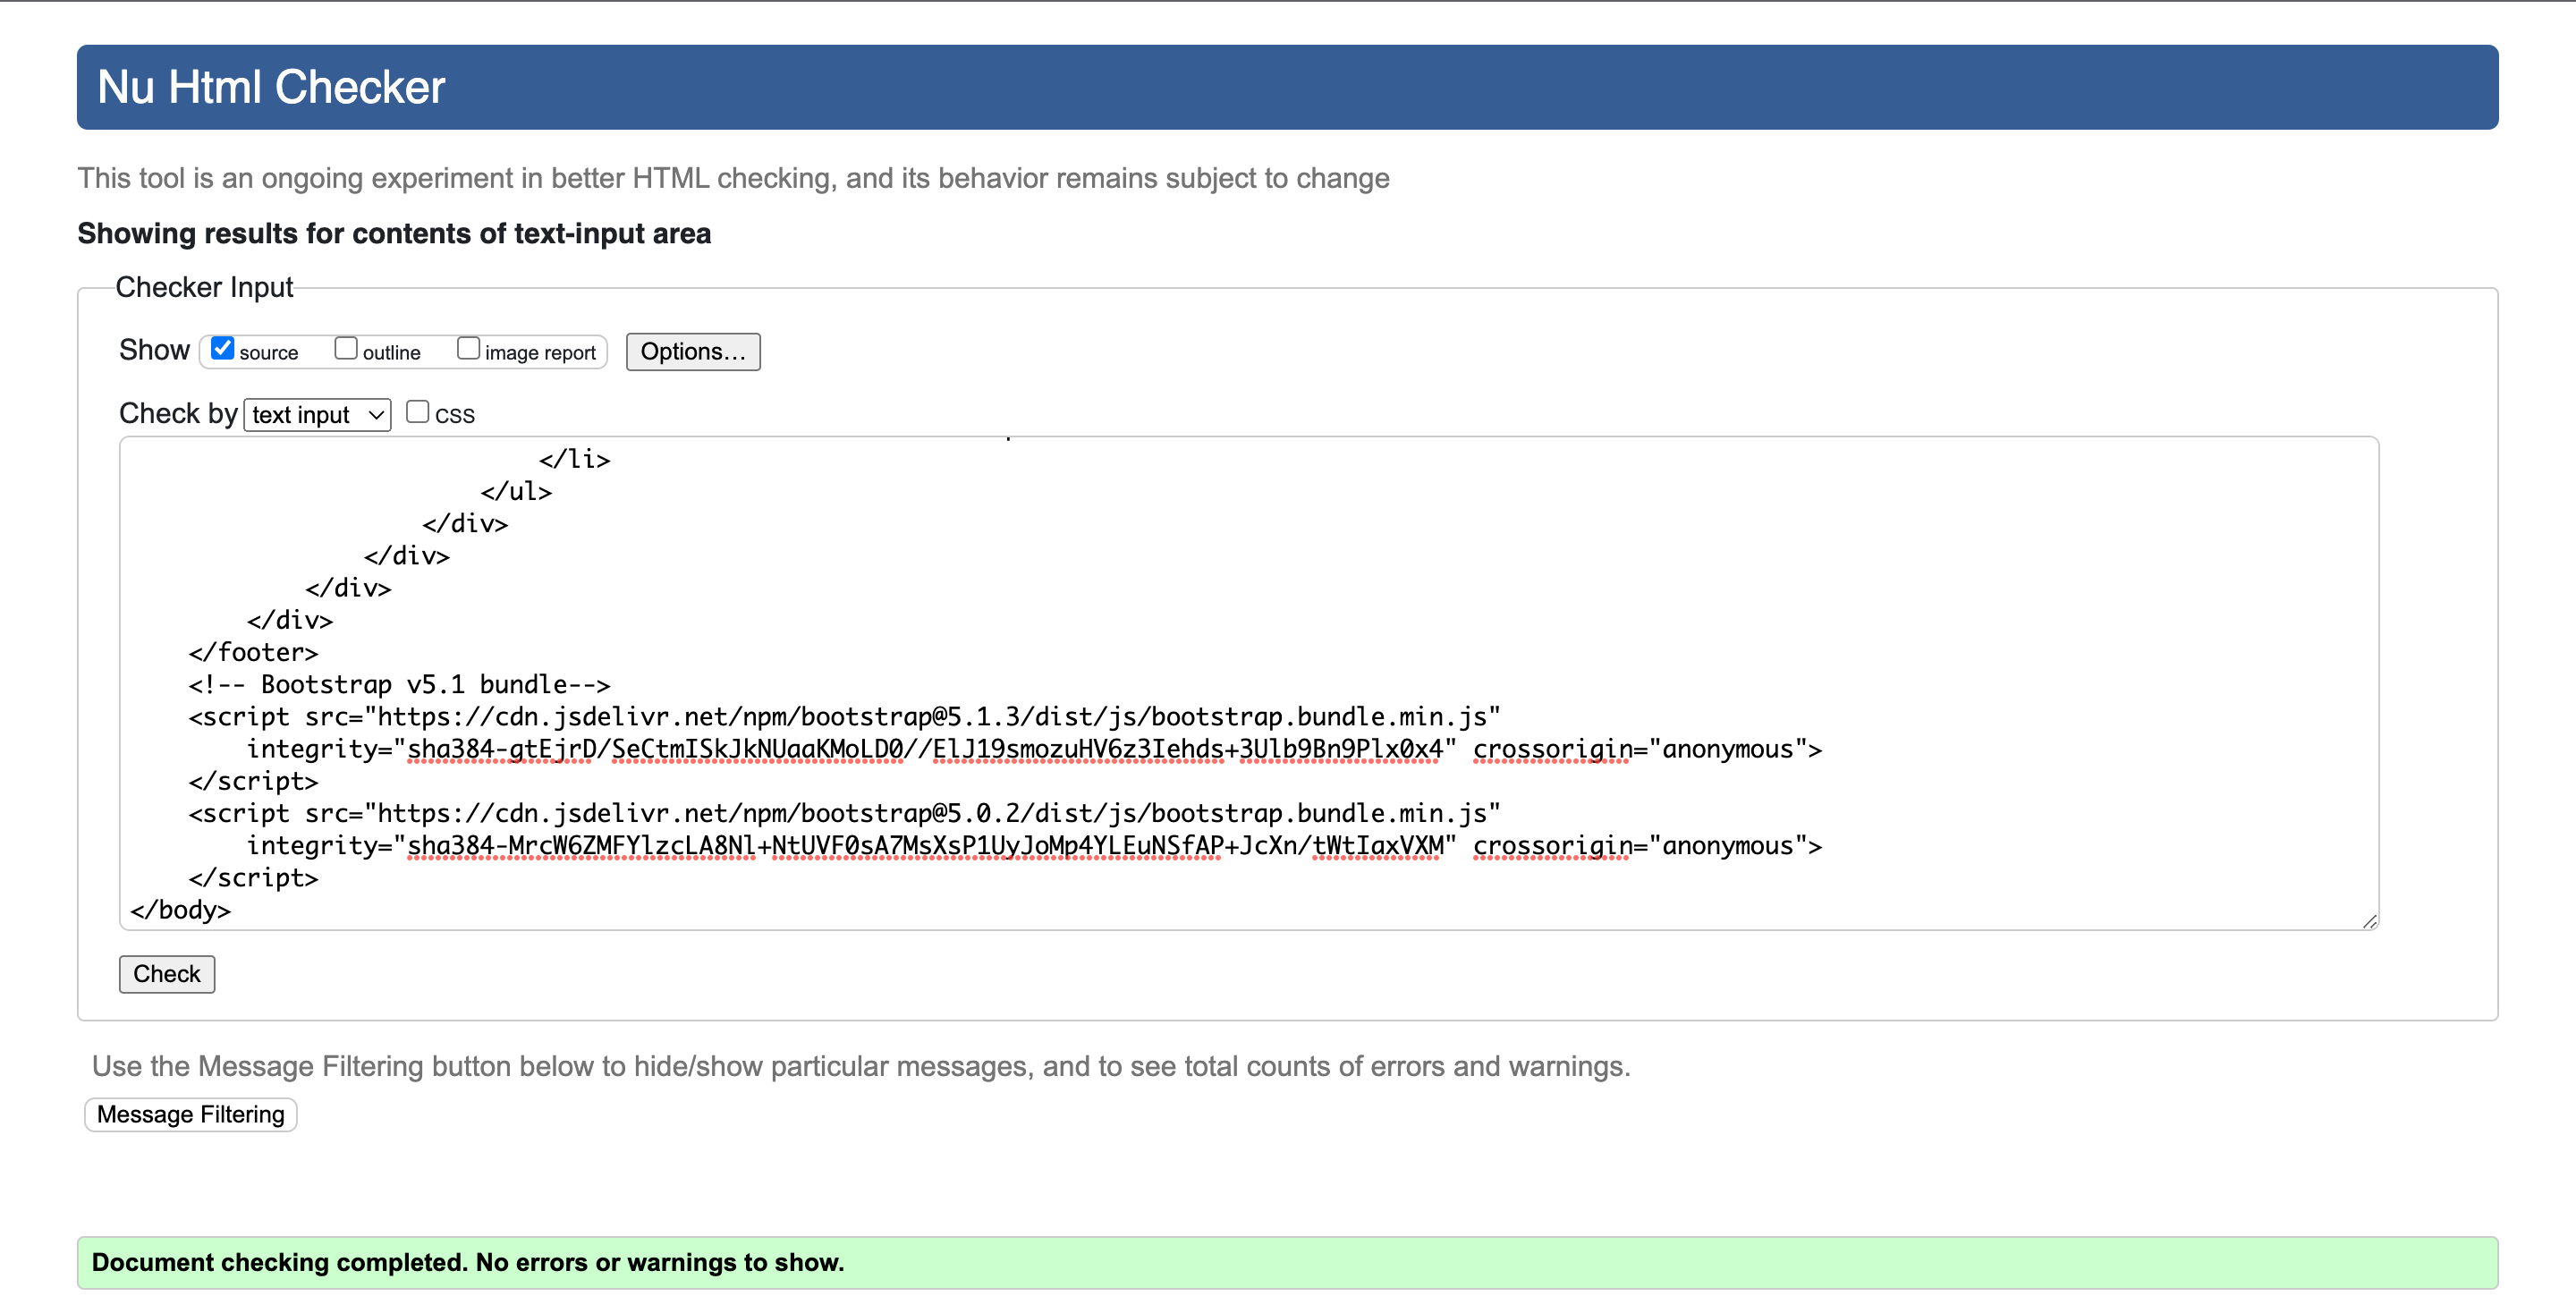 Nu Html Checker
This tool is an ongoing experiment in better HTML checking, and its behavior remains subject to change
Showing results for contents of text-input area
Checker Input
Show source outline image report Options...
Check by text input CSS
</li>
</ul>
</div>
</div>
</div>
</div>
</footer>
<!-- Bootstrap v5.1 bundle-->
<script src="https://cdn.jsdelivr.net/npm/bootstrap@5.1.3/dist/js/bootstrap.bundle.min.js"
integrity="sha384-gtEjrD/SeCtmISkJkNUaaKMoLD0//ElJ19smozuHV6z3Iehds+3Ulb9Bn9Plx0x4" crossorigin="anonymous">
</script>
<script src="https://cdn.jsdelivr.net/npm/bootstrap@5.0.2/dist/js/bootstrap.bundle.min.js"
integrity="sha384-MrcW6ZMFYlzcLA8Nl+NtUVF0sA7MsXsP1UyJoMp4YLEuNSfAP+JcXn/tWtIaxVXM" crossorigin="anonymous">
</script>
</body>
Check
Use the Message Filtering button below to hide/show particular messages, and to see total counts of errors and warnings.
Message Filtering
Document checking completed. No errors or warnings to show.